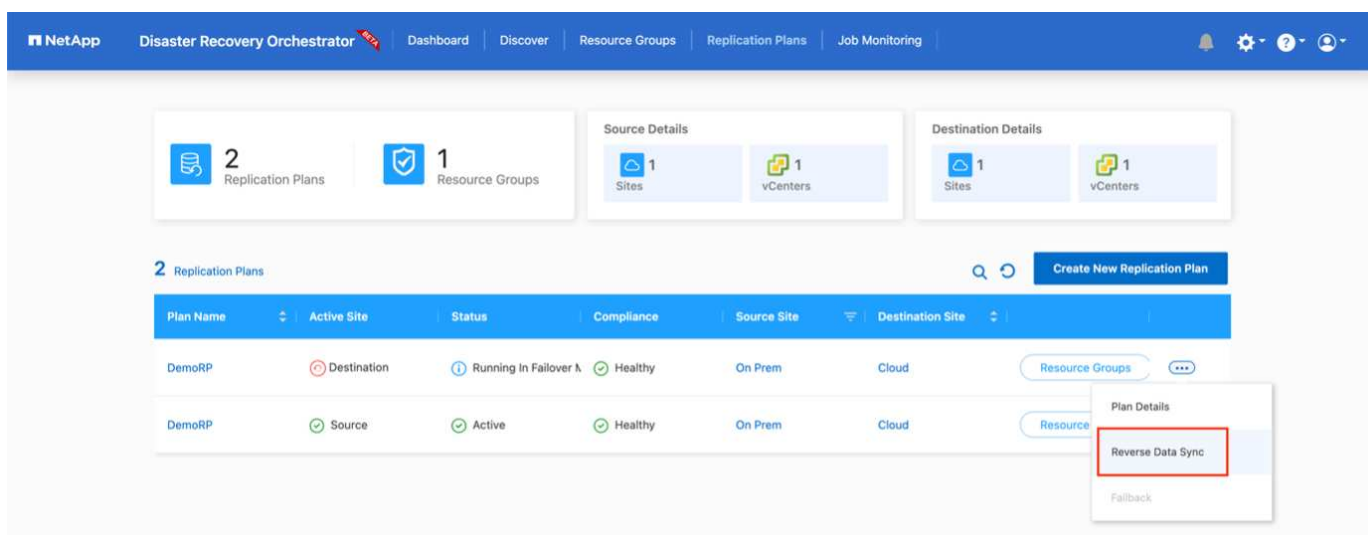 NetApp
Disaster Recovery Orchestrator BETA
Dashboard
Discover
Resource Groups
Replication Plans
Job Monitoring
2
Replication Plans
1
Resource Groups
Source Details
1
Sites
1
vCenters
Destination Details
1
Sites
1
vCenters
2 Replication Plans
Create New Replication Plan
Plan Name Active Site Status Compliance Source Site Destination Site
DemoRP Destination Running In Failover Healthy On Prem Cloud Resource Groups
DemoRP Source Active Healthy On Prem Cloud Resource
Plan Details
Reverse Data Sync
Failback